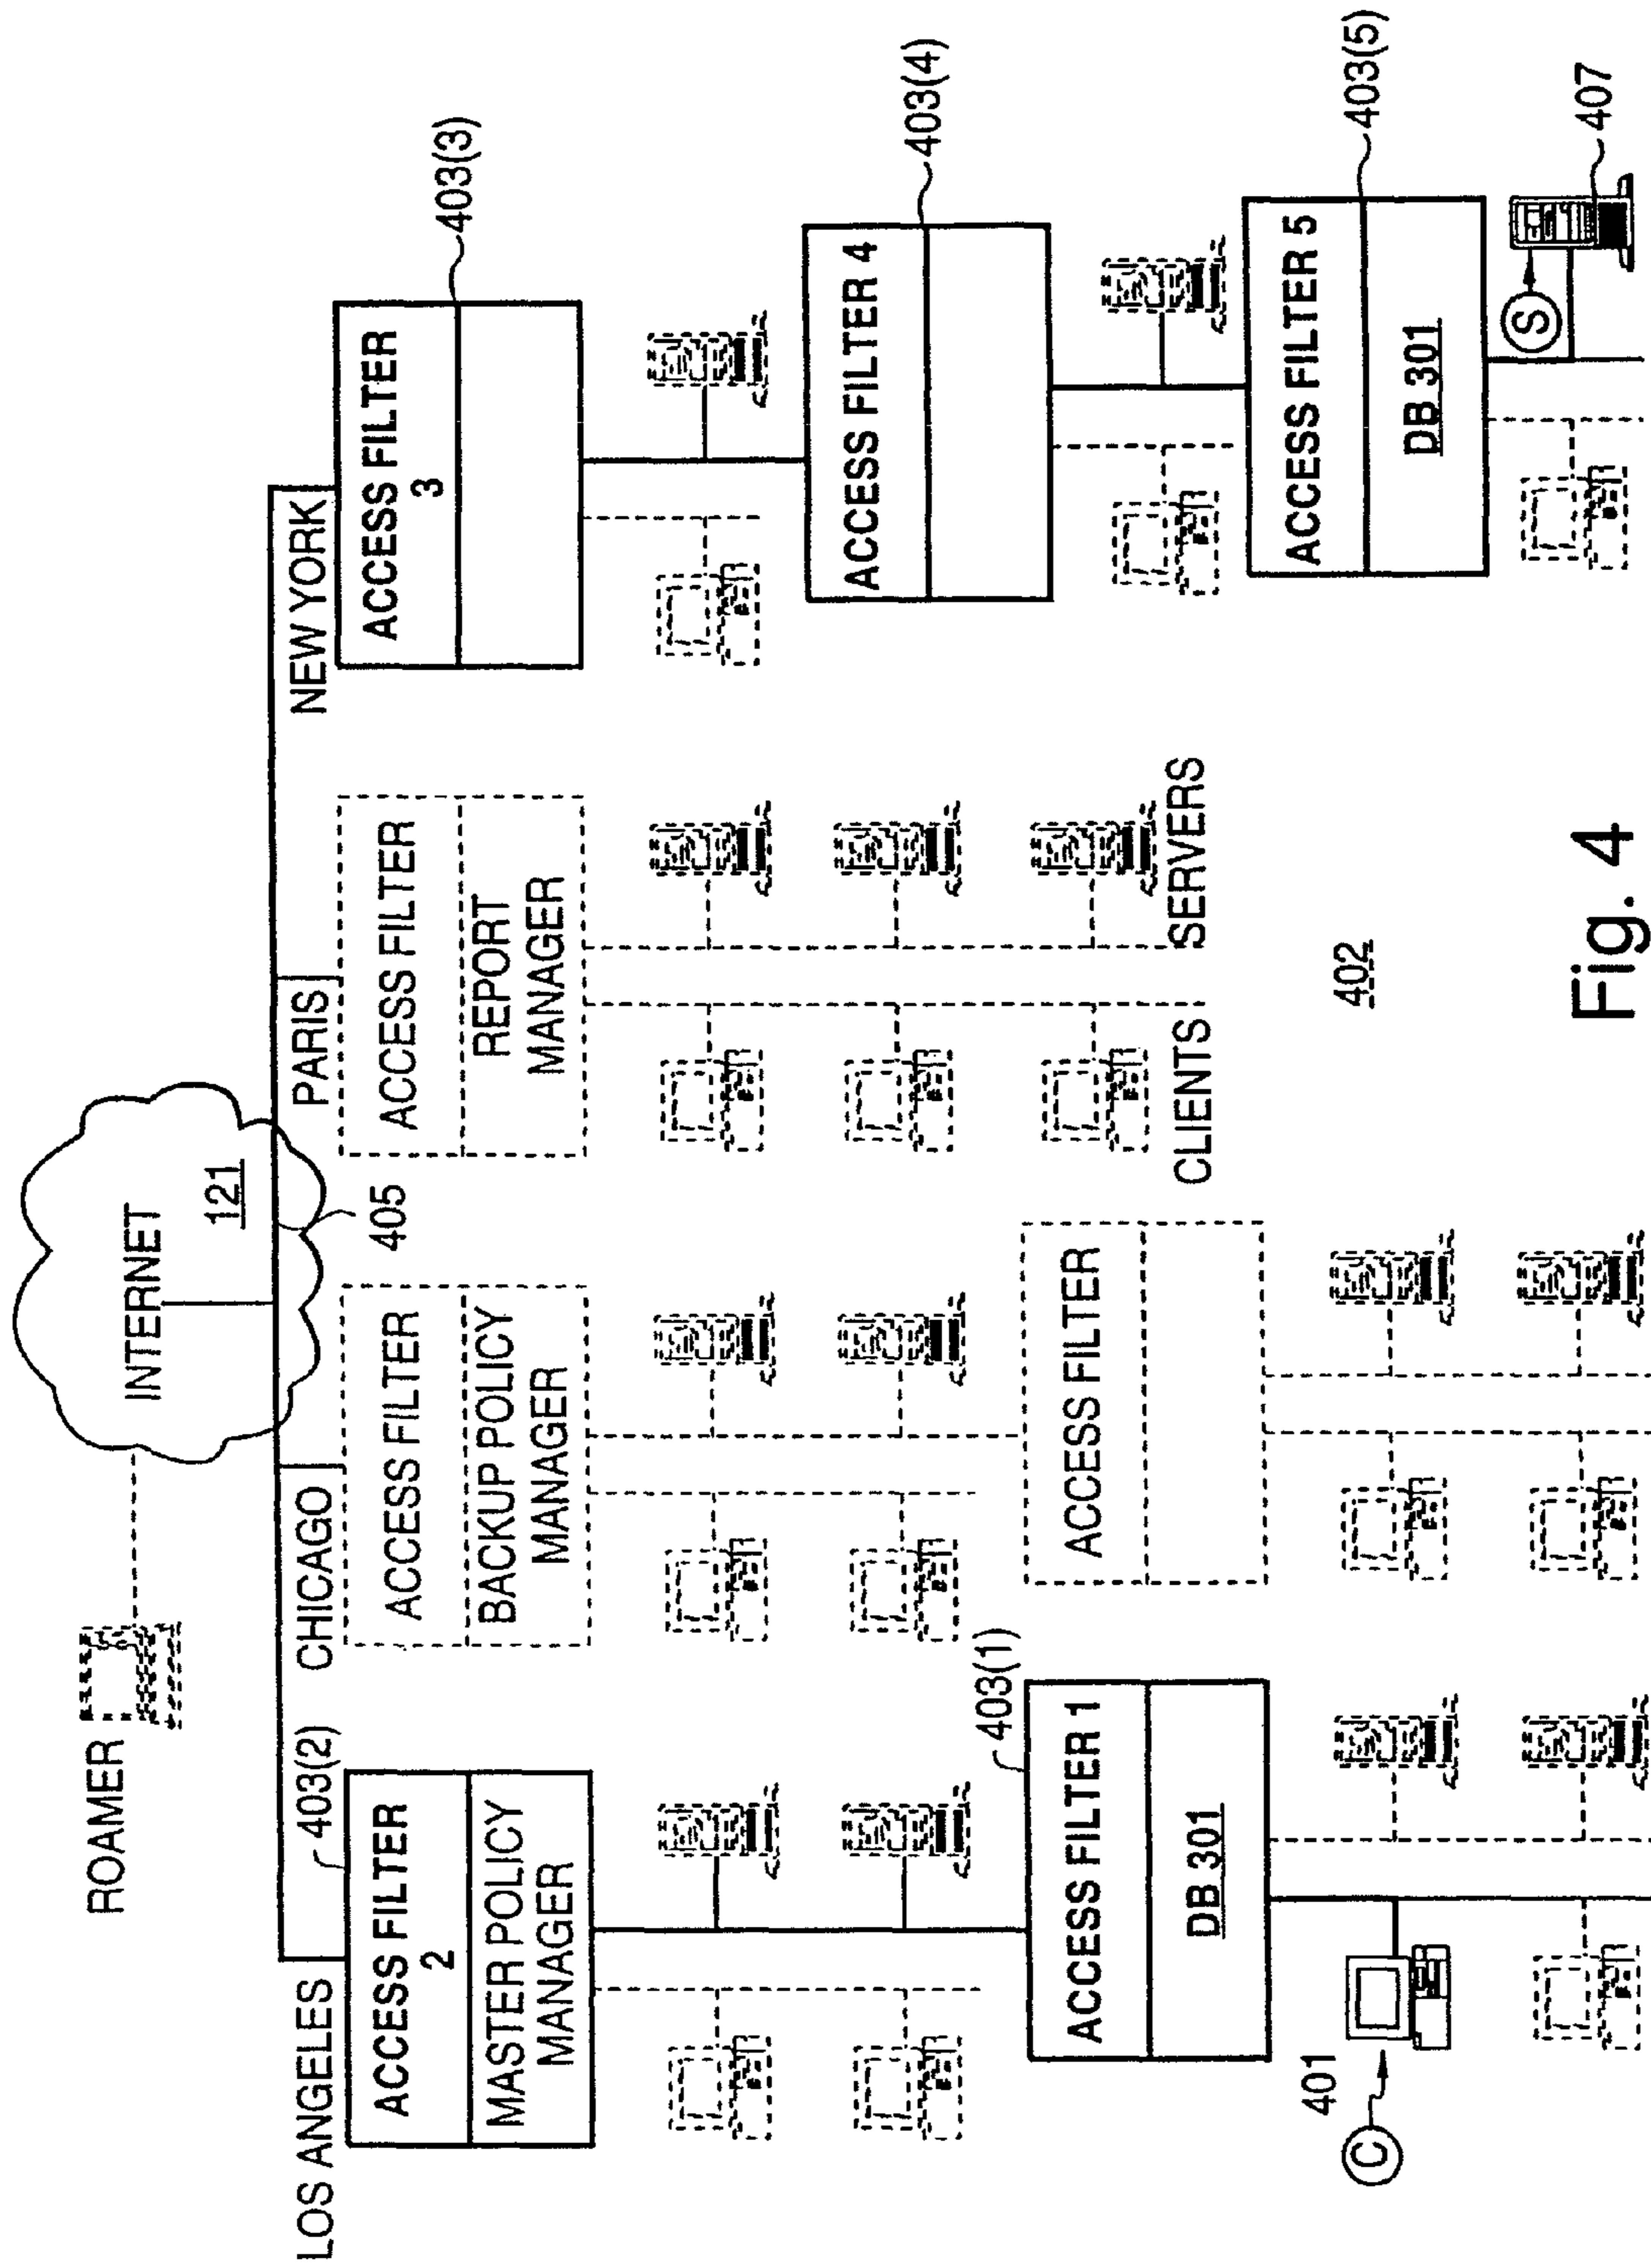 ROAMER
INTERNET
121
405
LOS ANGELES
403(2)
ACCESS FILTER
2
MASTER POLICY
MANAGER
403(1)
ACCESS FILTER 1
DB 301
401
C
CHICAGO
ACCESS FILTER
BACKUP POLICY
MANAGER
ACCESS FILTER
PARIS
ACCESS FILTER
REPORT
MANAGER
CLIENTS
SERVERS
402
NEW YORK
ACCESS FILTER
3
403(3)
ACCESS FILTER 4
403(4)
ACCESS FILTER 5
DB 301
403(5)
S
407
Fig. 4